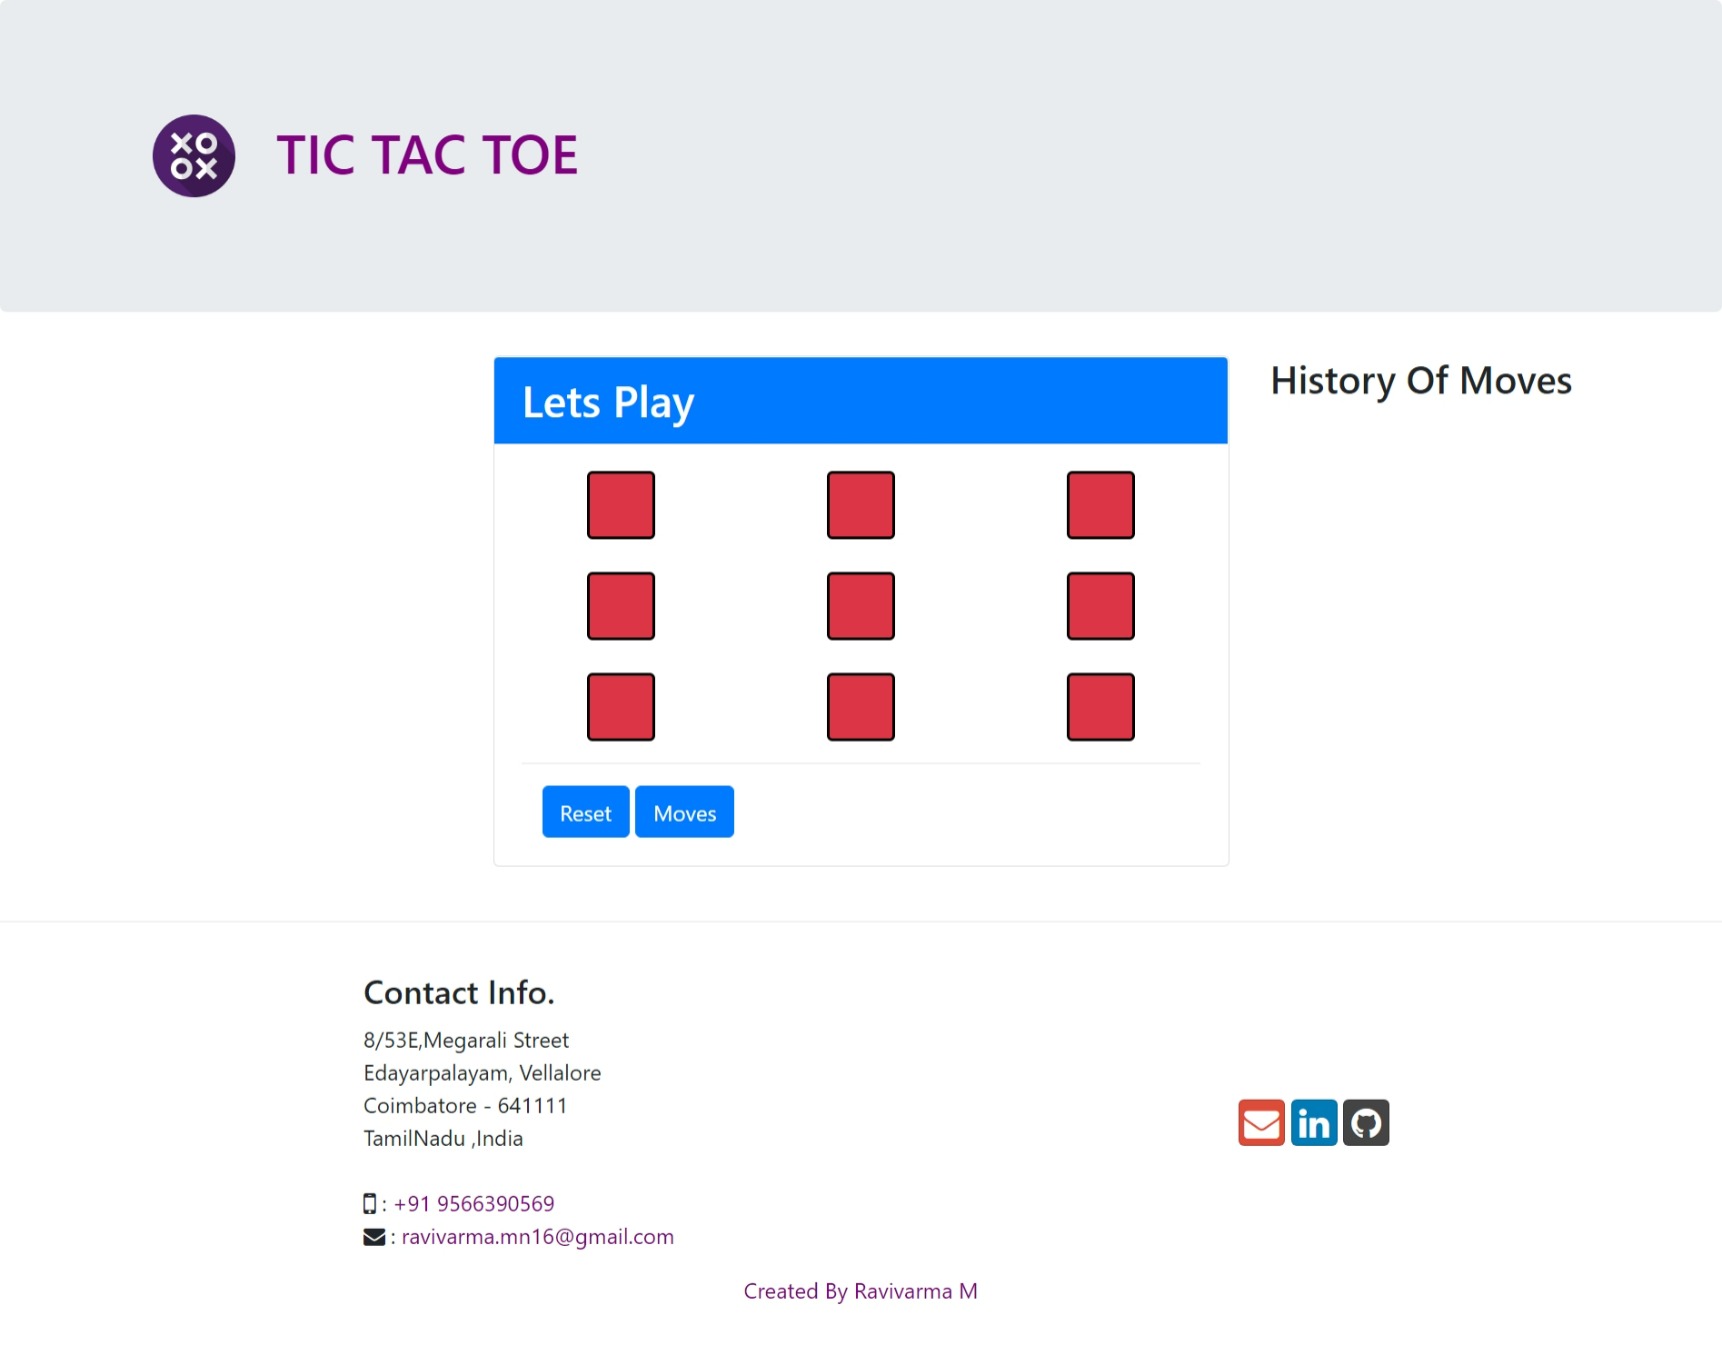 XO
OX
TIC TAC TOE
Lets Play
History Of Moves
Reset
Moves
Contact Info.
8/53E,Megarali Street
Edayarpalayam, Vellalore
Coimbatore - 641111
TamilNadu ,India
: +91 9566390569
: ravivarma.mn16@gmail.com
in
Created By Ravivarma M